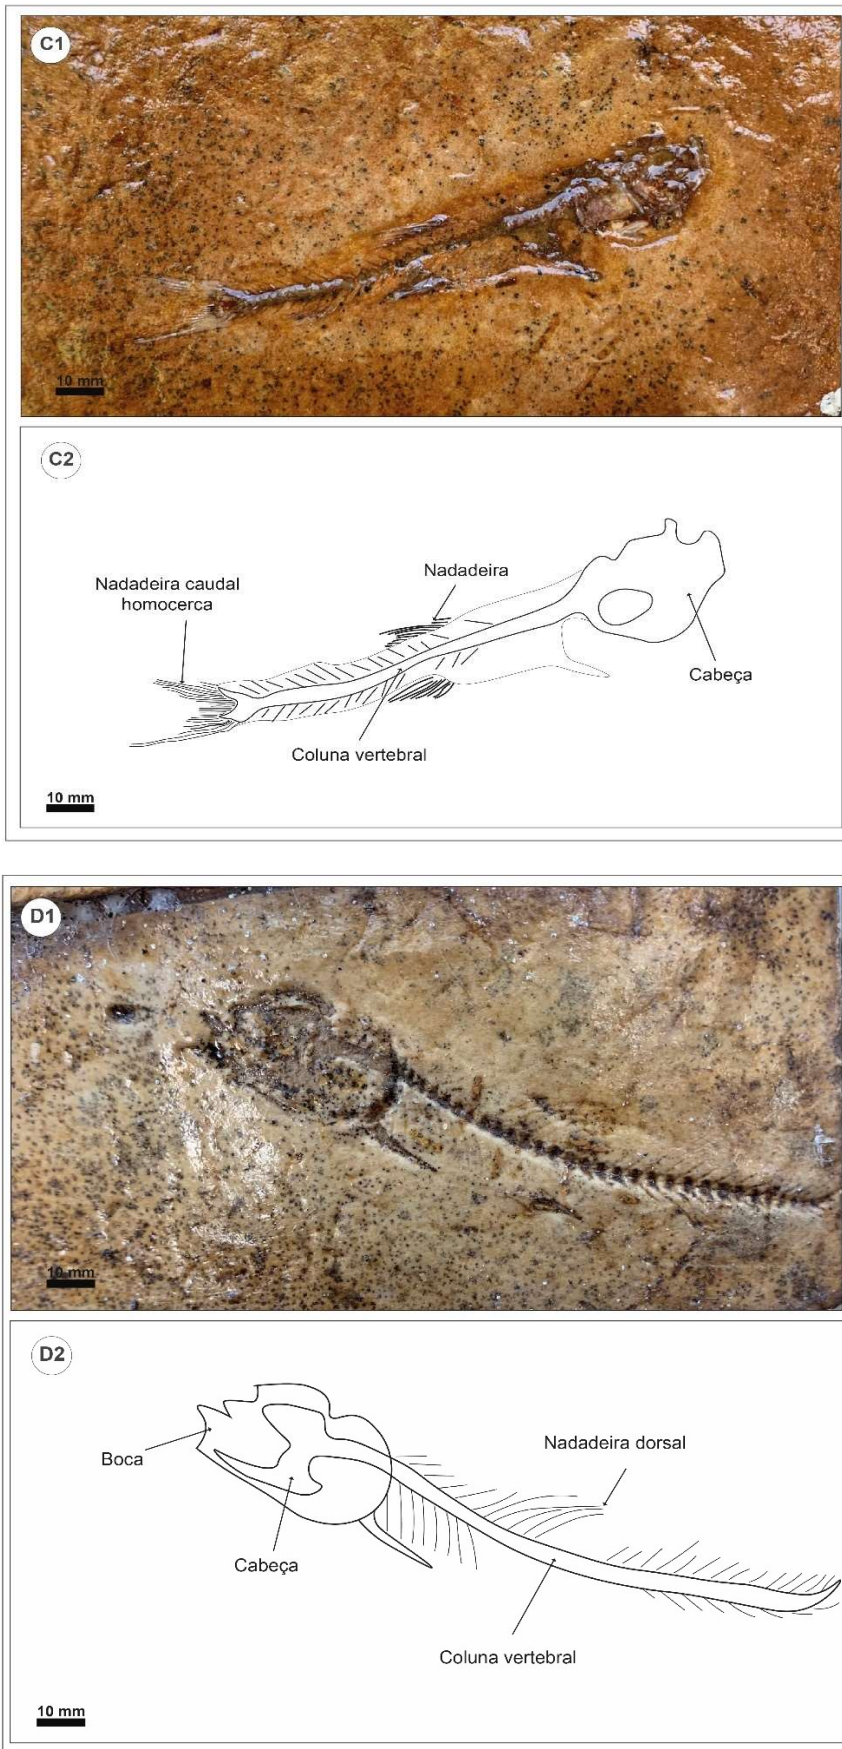 C1
10 mm
C2
Nadadeira caudal
homocerca
Nadadeira
Cabeça
Coluna vertebral
10 mm
D1
10 mm
D2
Boca
Nadadeira dorsal
Cabeça
Coluna vertebral
10 mm